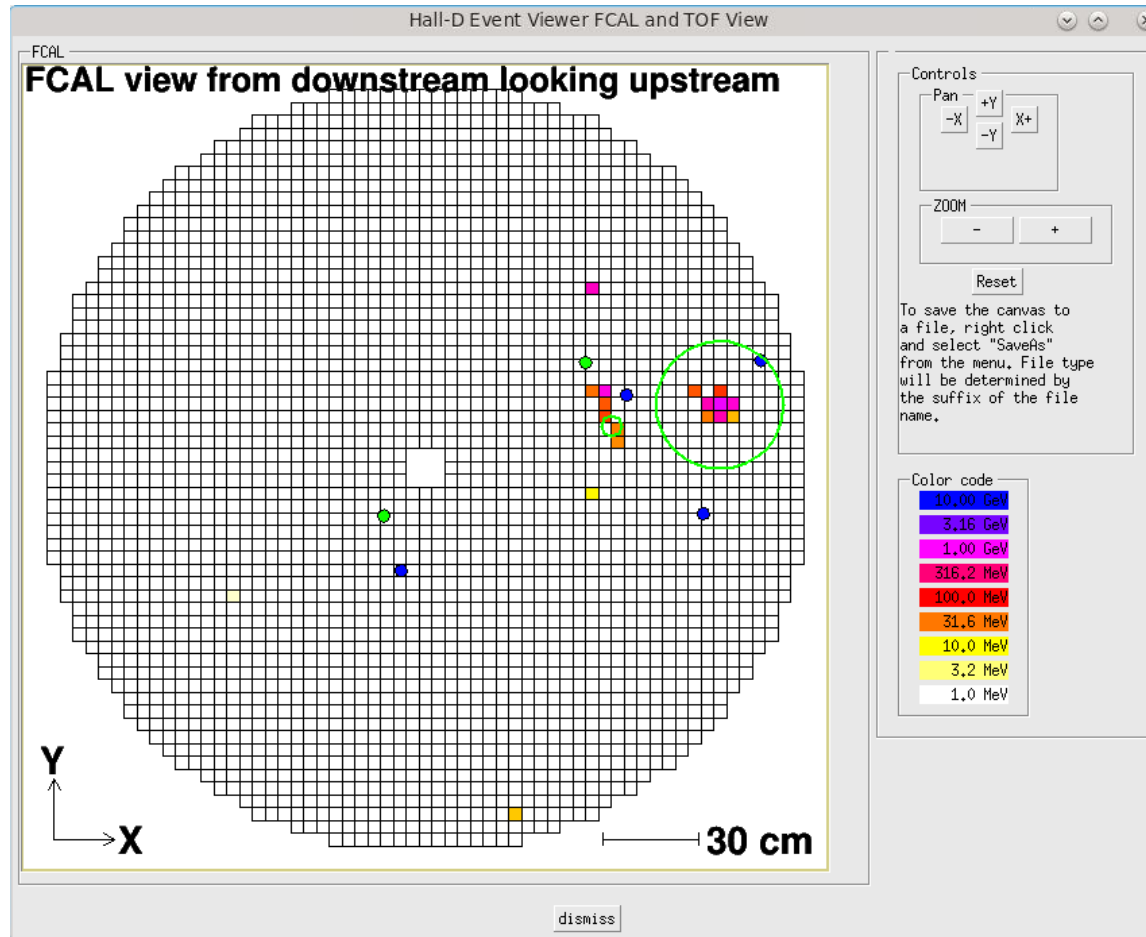 Hall-D Event Viewer FCAL and TOF View
FCAL
FCAL view from downstream looking upstream
Y
X
30 cm
Controls
Pan
+Y
-X
X+
-Y
ZOOM
-
+
Reset
To save the canvas to
a file, right click
and select "SaveAs"
from the menu. File type
will be determined by
the suffix of the file
name.
Color code
10.00 GeV
3.16 GeV
1.00 GeV
316.2 MeV
100.0 MeV
31.6 MeV
10.0 MeV
3.2 MeV
1.0 MeV
dismiss